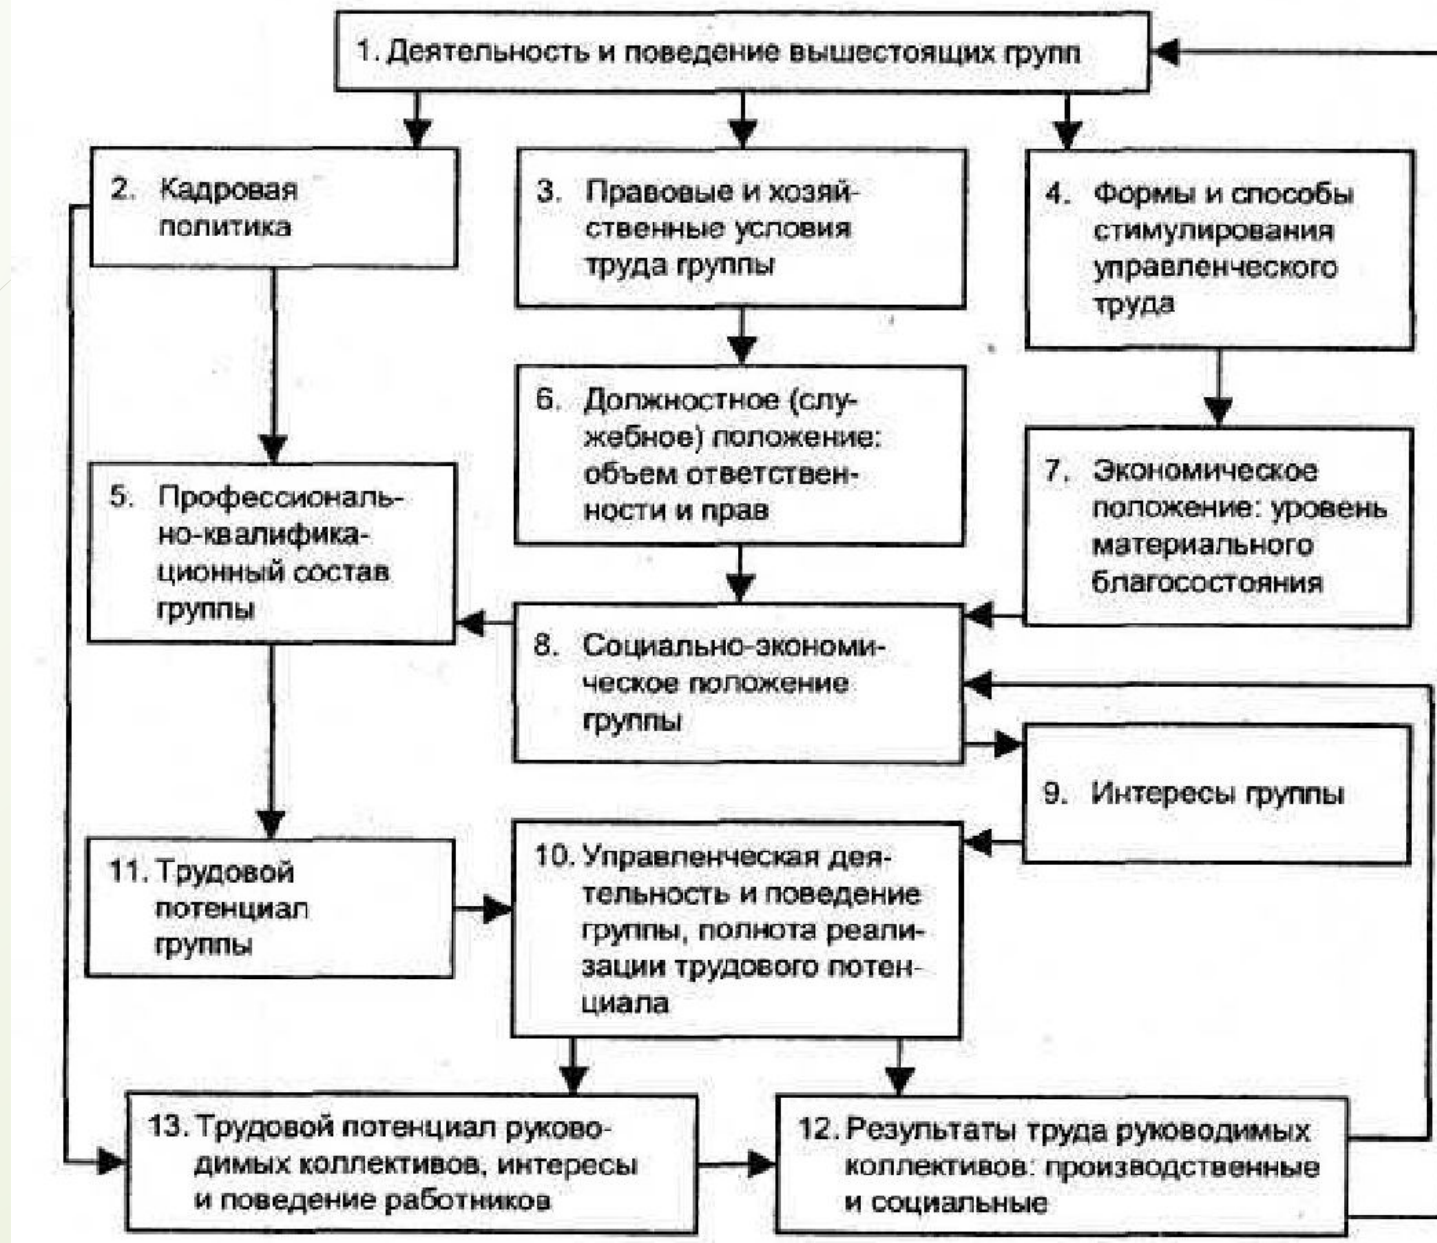 1. Деятельность и поведение вышестоящих групп
2. Кадровая
политика
3. Правовые и хозяй-
ственные условия
труда группы
4. Формы и способы
стимулирования
управленческого
труда
5. Профессиональ-
но-квалифика-
ционный состав
группы
6. Должностное (слу-
жебное) положение:
объем ответствен-
ности и прав
7. Экономическое
положение: уровень
материального
благосостояния
8. Социально-экономи-
ческое положение
группы
9. Интересы группы
10. Управленческая дея-
тельность и поведение
группы, полнота реали-
зации трудового потен-
циала
11. Трудовой
потенциал
группы
13. Трудовой потенциал руково-
димых коллективов, интересы
и поведение работников
12. Результаты труда руководимых
коллективов: производственные
и социальные